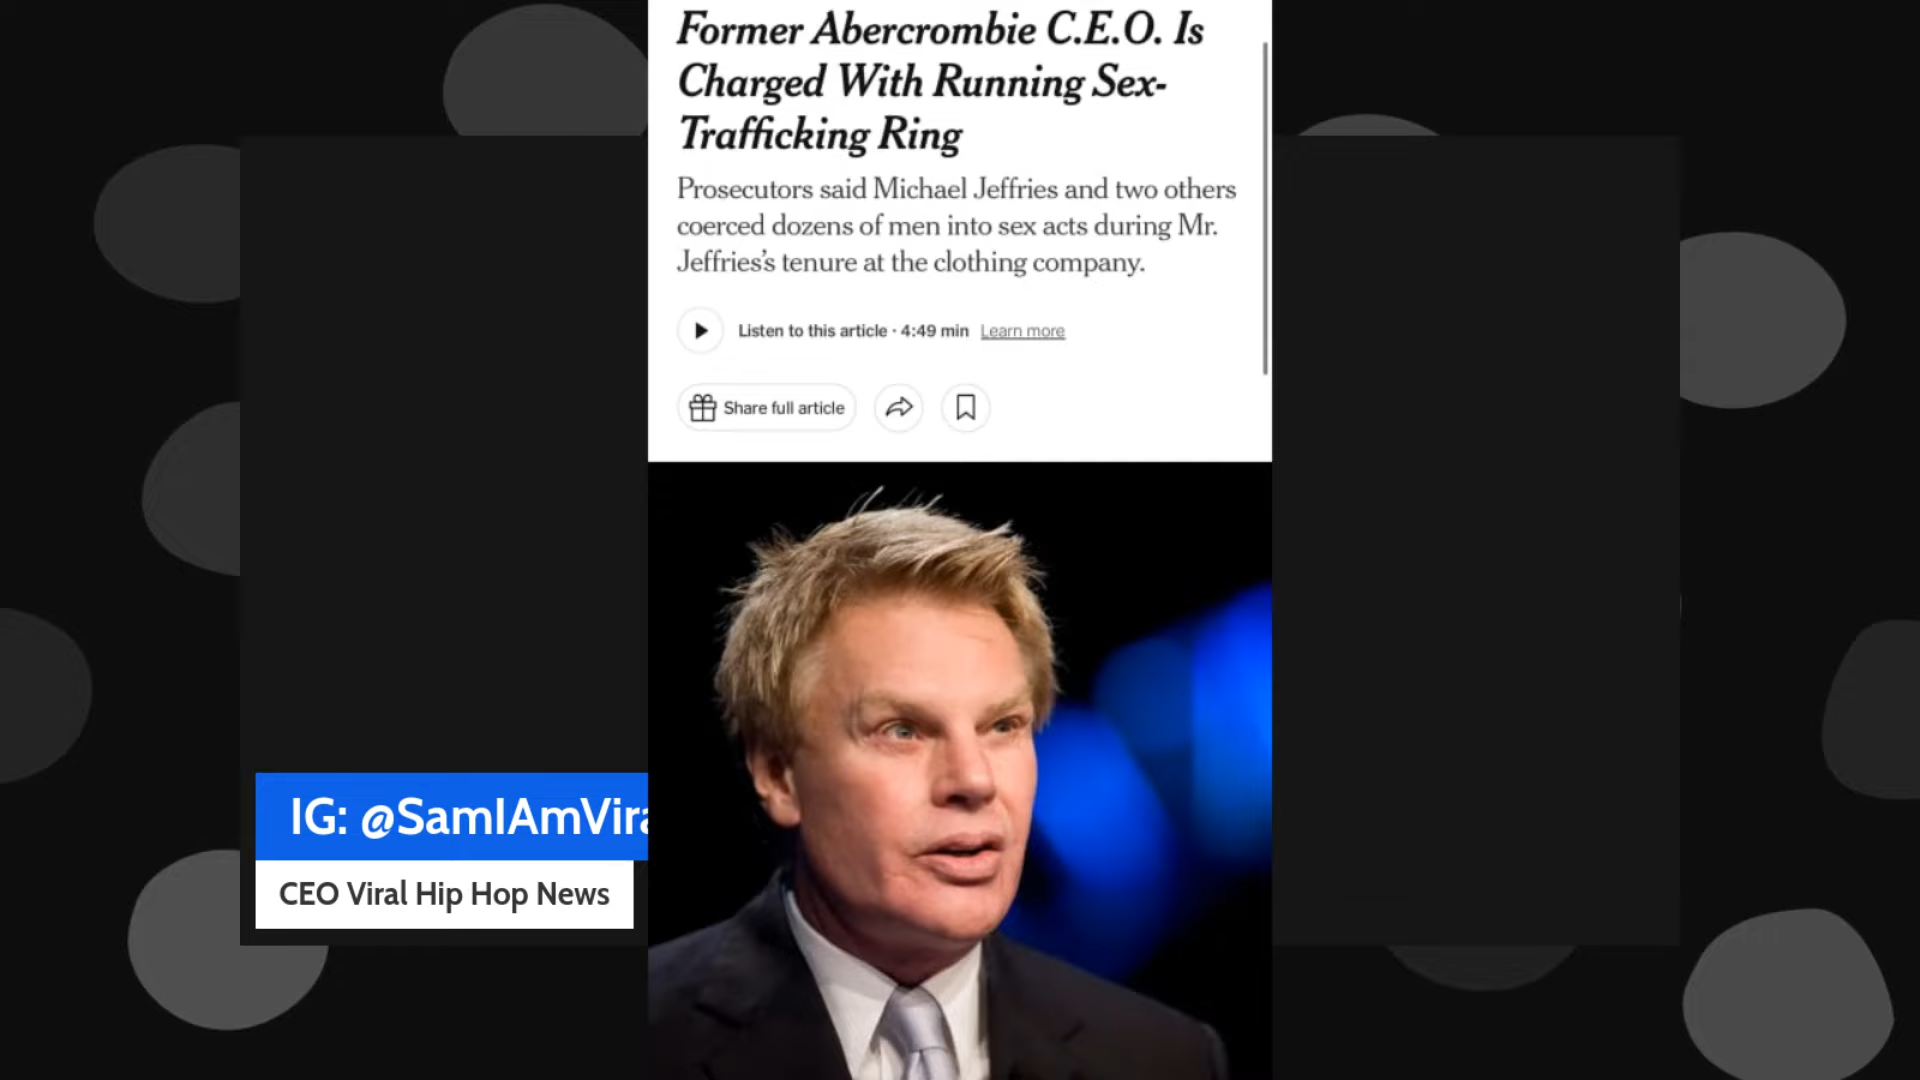 Former Abercrombie C.E.O. Is
Charged With Running Sex-
Trafficking Ring
Prosecutors said Michael Jeffries and two others
coerced dozens of men into sex acts during Mr.
Jeffries's tenure at the clothing company.
Listen to this article · 4:49 min Learn more
Share full article
IG: @SamIAmVira
CEO Viral Hip Hop News